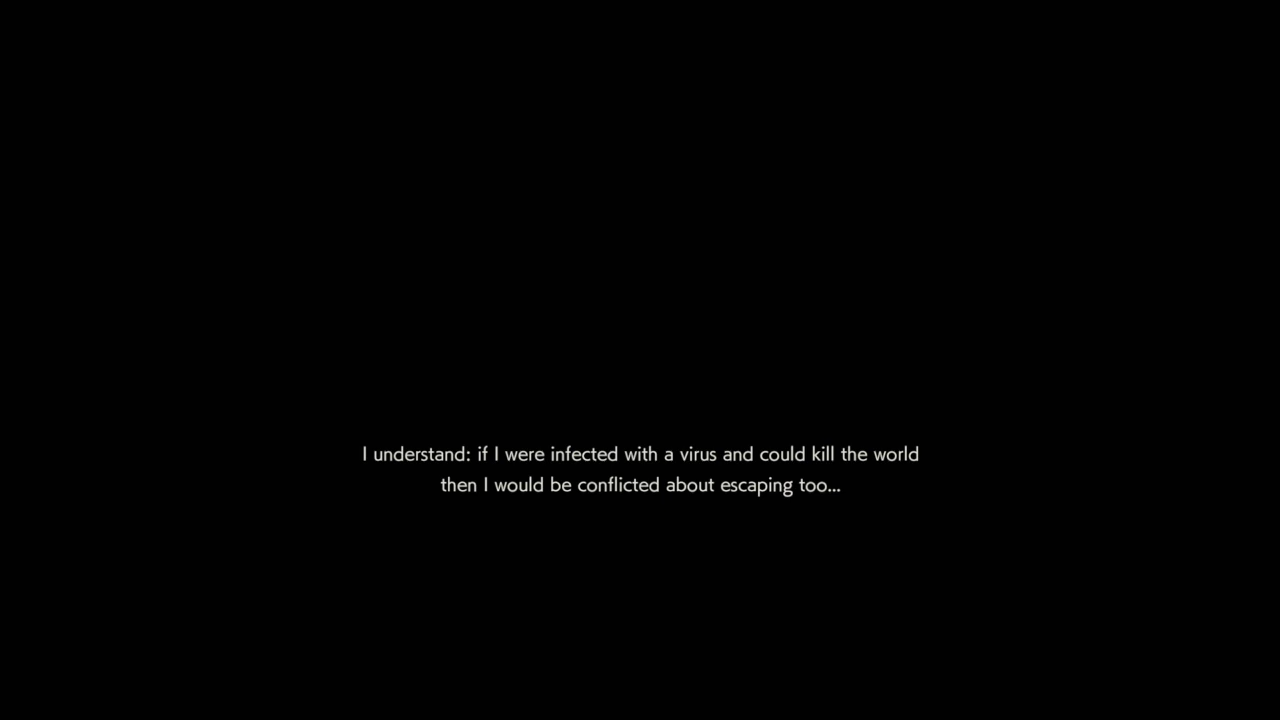 I understand: if I were infected with a virus and could kill the world
then I would be conflicted about escaping too...